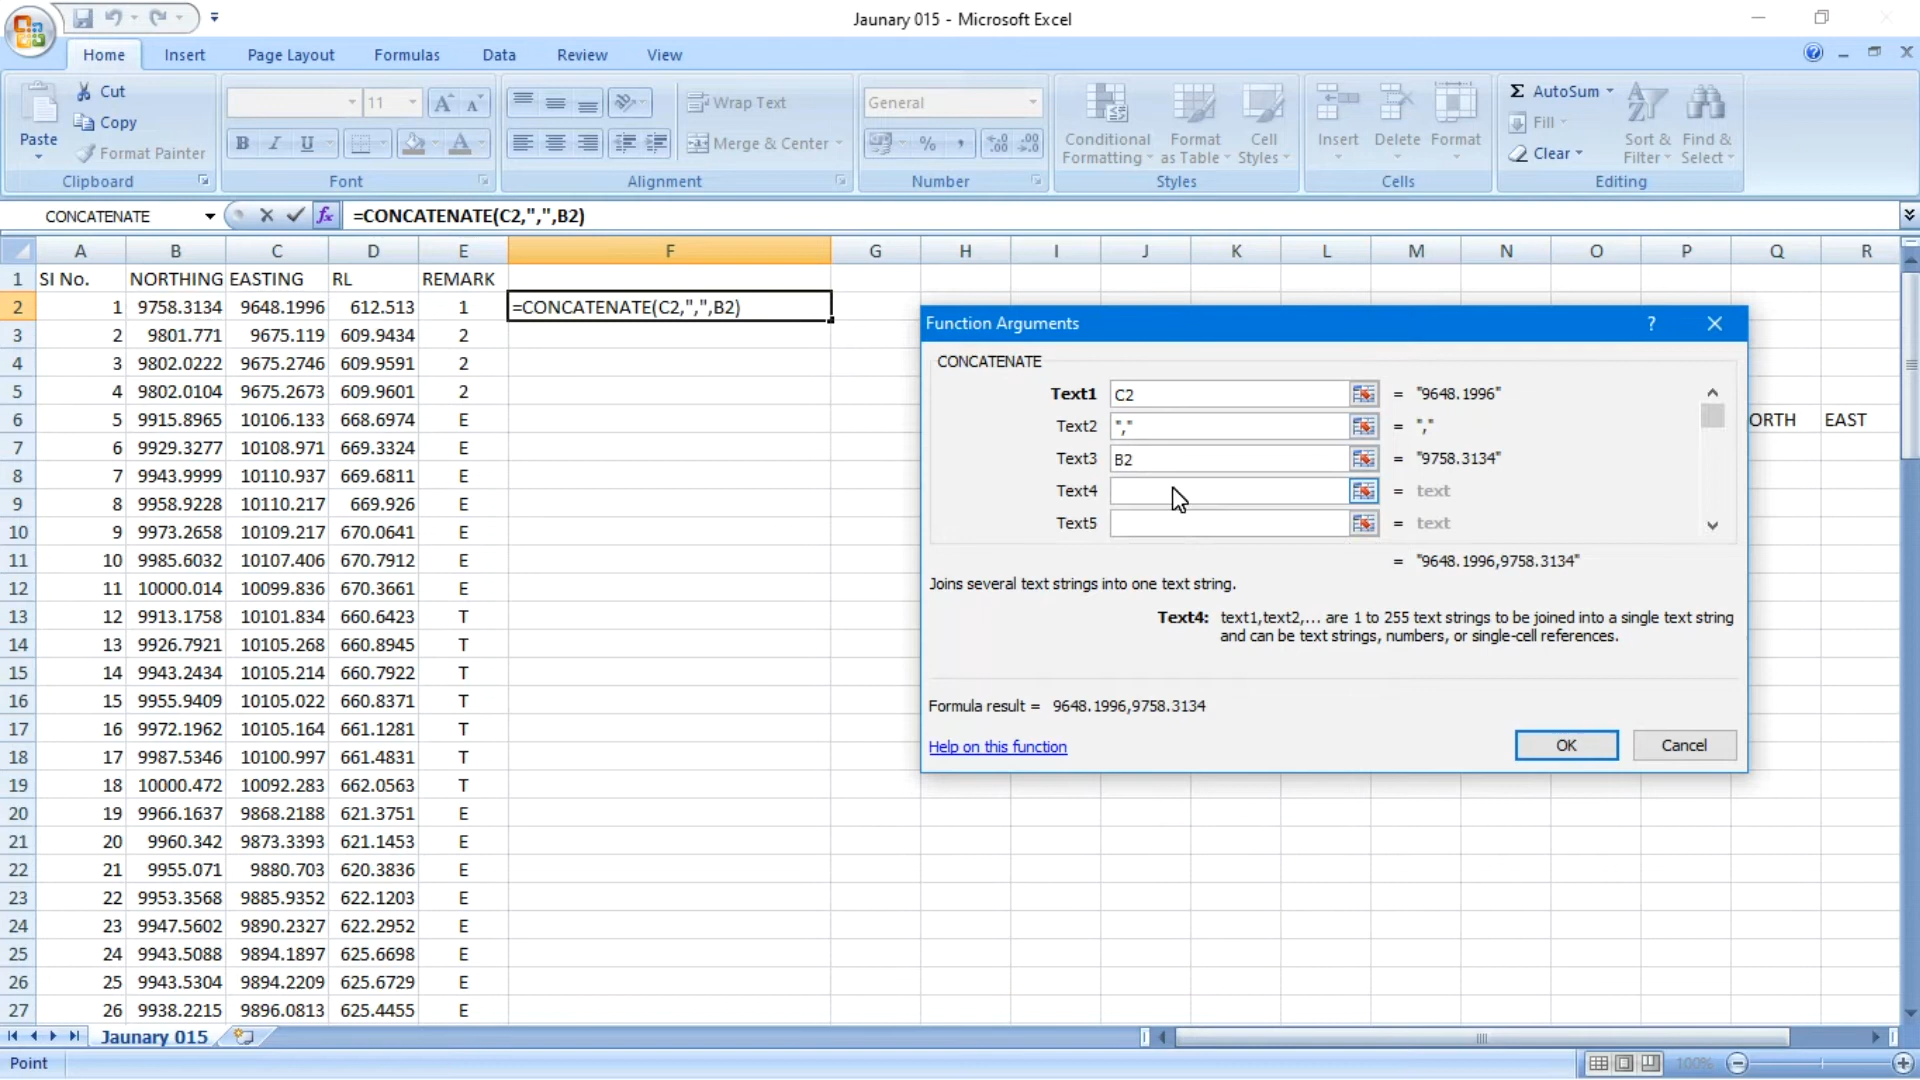 Jaunary 015 - Microsoft Excel
Home Insert Page Layout Formulas Data Review View
Paste
Cut
Copy
Format Painter
Clipboard
11
A A
B I U A
Font
Wrap Text
Merge & Center
Alignment
General
% , .0 .00 .00 .0
Number
Conditional Formatting
Format as Table
Cell Styles
Styles
Insert Delete Format
Cells
Σ AutoSum
Fill
Clear
Sort & Filter
Find & Select
Editing
CONCATENATE fx =CONCATENATE(C2,",",B2)
A B C D E F G H I J K L M N O P Q R
1 SI No. NORTHING EASTING RL REMARK
2 1 9758.3134 9648.1996 612.513 1 =CONCATENATE(C2,",",B2)
3 2 9801.771 9675.119 609.9434 2
4 3 9802.0222 9675.2746 609.9591 2
5 4 9802.0104 9675.2673 609.9601 2
6 5 9915.8965 10106.133 668.6974 E ORTH EAST
7 6 9929.3277 10108.971 669.3324 E
8 7 9943.9999 10110.937 669.6811 E
9 8 9958.9228 10110.217 669.926 E
10 9 9973.2658 10109.217 670.0641 E
11 10 9985.6032 10107.406 670.7912 E
12 11 10000.014 10099.836 670.3661 E
13 12 9913.1758 10101.834 660.6423 T
14 13 9926.7921 10105.268 660.8945 T
15 14 9943.2434 10105.214 660.7922 T
16 15 9955.9409 10105.022 660.8371 T
17 16 9972.1962 10105.164 661.1281 T
18 17 9987.5346 10100.997 661.4831 T
19 18 10000.472 10092.283 662.0563 T
20 19 9966.1637 9868.2188 621.3751 E
21 20 9960.342 9873.3393 621.1453 E
22 21 9955.071 9880.703 620.3836 E
23 22 9953.3568 9885.9352 622.1203 E
24 23 9947.5602 9890.2327 622.2952 E
25 24 9943.5088 9894.1897 625.6698 E
26 25 9943.5304 9894.2209 625.6729 E
27 26 9938.2215 9896.0813 625.4455 E
Function Arguments ?
CONCATENATE
Text1 C2 = "9648.1996"
Text2 "," = ","
Text3 B2 = "9758.3134"
Text4 = text
Text5 = text
= "9648.1996,9758.3134"
Joins several text strings into one text string.
Text4: text1,text2,... are 1 to 255 text strings to be joined into a single text string
and can be text strings, numbers, or single-cell references.
Formula result = 9648.1996,9758.3134
Help on this function
OK Cancel
Jaunary 015
Point 100%